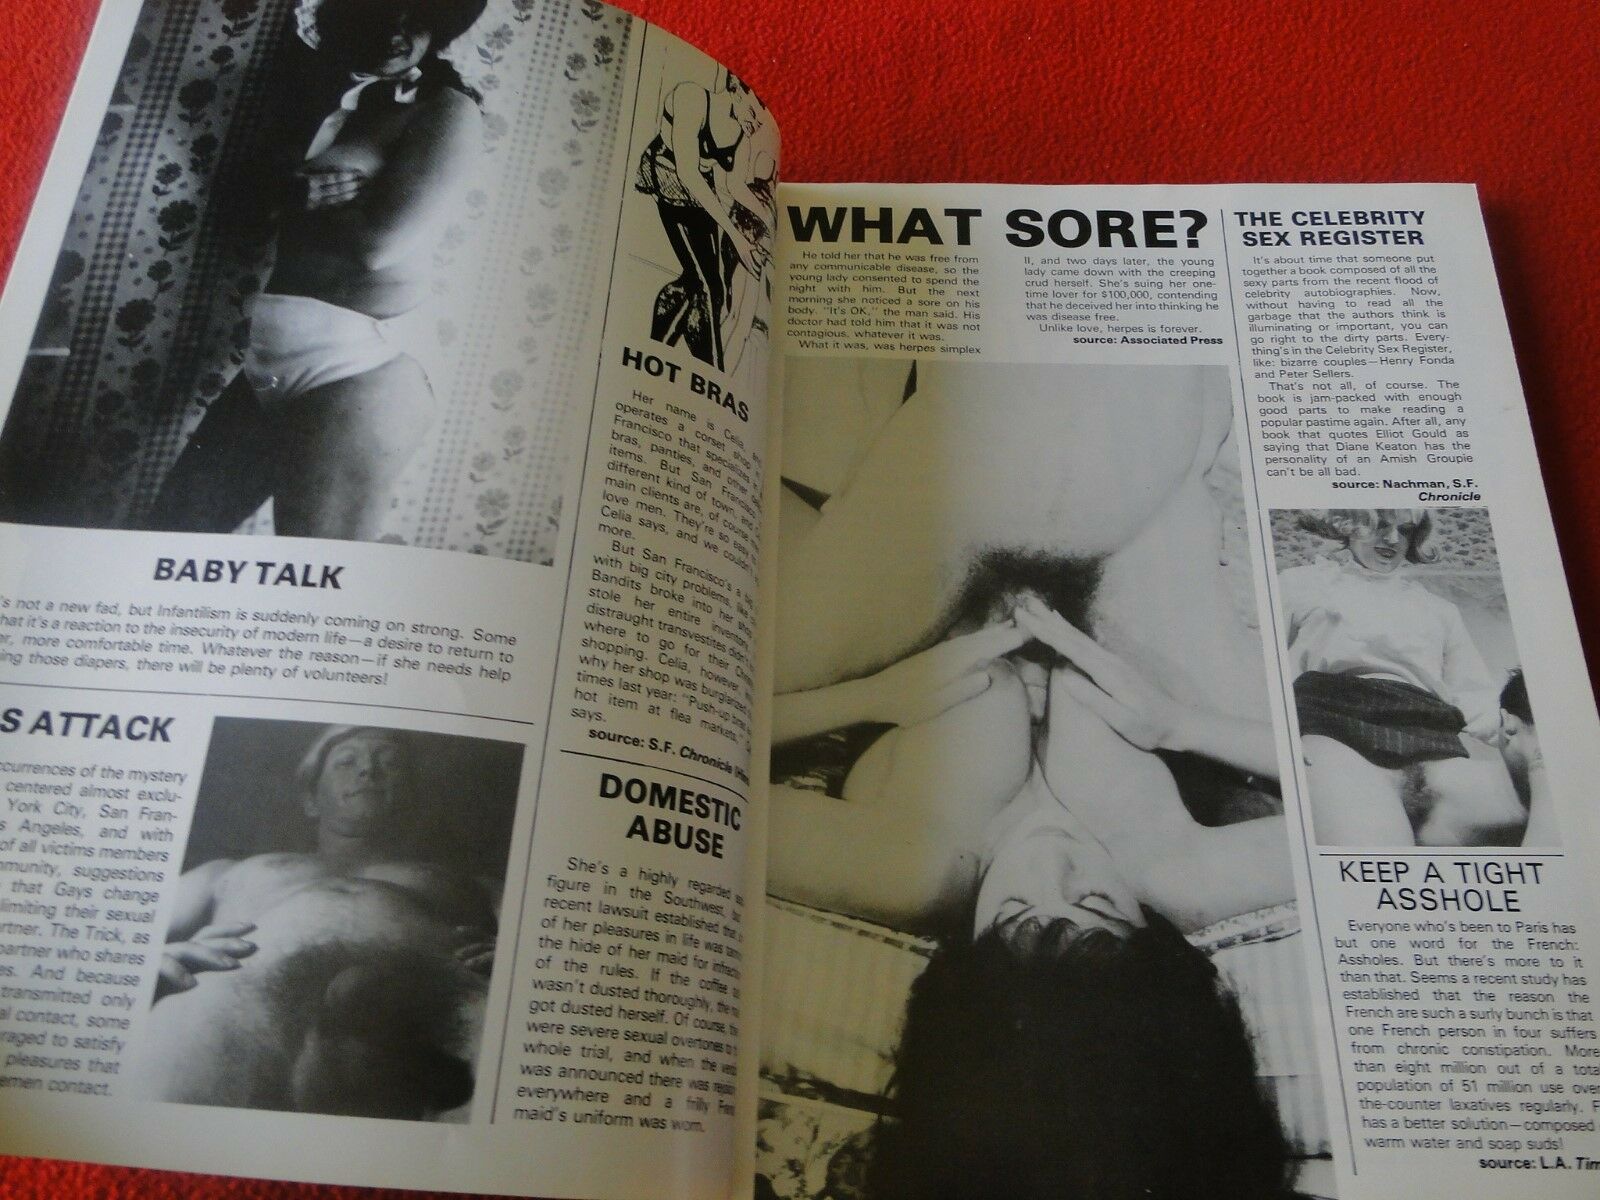 BABY TALK
's not a new fad, but Infantilism is suddenly coming on strong. Some
hat it's a reaction to the insecurity of modern life—a desire to return to
er, more comfortable time. Whatever the reason—if she needs help
ing those diapers, there will be plenty of volunteers!
S ATTACK
ccurrences of the mystery
centered almost exclu-
York City, San Fran-
s Angeles, and with
of all victims members
mmunity, suggestions
that Gays change
limiting their sexual
artner. The Trick, as
partner who shares
es. And because
transmitted only
al contact, some
raged to satisfy
pleasures that
emen contact.
HOT BRAS
Her name is Celia,
operates a corset shop
Francisco that specializes
bras, panties, and other
items. But San Francisco
different kind of town, and
main clients are, of course
love men. They're so easy
Celia says, and we couldn't
more.
But San Francisco's a big
with big city problems, like
Bandits broke into her shop
stole her entire inventory
distraught transvestites didn't
where to go for their
shopping. Celia, however,
why her shop was burglarized
times last year: "Push-up bras
hot item at flea markets,"
says.
source: S.F. Chronicle
DOMESTIC
ABUSE
She's a highly regarded
figure in the Southwest, but
recent lawsuit established that
of her pleasures in life was
the hide of her maid for
of the rules. If the coffee
wasn't dusted thoroughly, the
got dusted herself. Of course,
were severe sexual overtones to
whole trial, and when the
was announced there was
everywhere and a frilly
maid's uniform was worn.
WHAT SORE?
He told her that he was free from
any communicable disease, so the
young lady consented to spend the
night with him. But the next
morning she noticed a sore on his
body. "It's OK," the man said. His
doctor had told him that it was not
contagious, whatever it was.
What it was, was herpes simplex
II, and two days later, the young
lady came down with the creeping
crud herself. She's suing her one-
time lover for $100,000, contending
that he deceived her into thinking he
was disease free.
Unlike love, herpes is forever.
source: Associated Press
THE CELEBRITY
SEX REGISTER
It's about time that someone put
together a book composed of all the
sexy parts from the recent flood of
celebrity autobiographies. Now,
without having to read all the
garbage that the authors think is
illuminating or important, you can
go right to the dirty parts. Every-
thing's in the Celebrity Sex Register,
like: bizarre couples—Henry Fonda
and Peter Sellers.
That's not all, of course. The
book is jam-packed with enough
good parts to make reading a
popular pastime again. After all, any
book that quotes Elliot Gould as
saying that Diane Keaton has the
personality of an Amish Groupie
can't be all bad.
source: Nachman, S.F.
Chronicle
KEEP A TIGHT
ASSHOLE
Everyone who's been to Paris has
but one word for the French:
Assholes. But there's more to it
than that. Seems a recent study has
established that the reason the
French are such a surly bunch is that
one French person in four suffers
from chronic constipation. More
than eight million out of a total
population of 51 million use over
the-counter laxatives regularly. F
has a better solution—composed
warm water and soap suds!
source: L.A. Tim